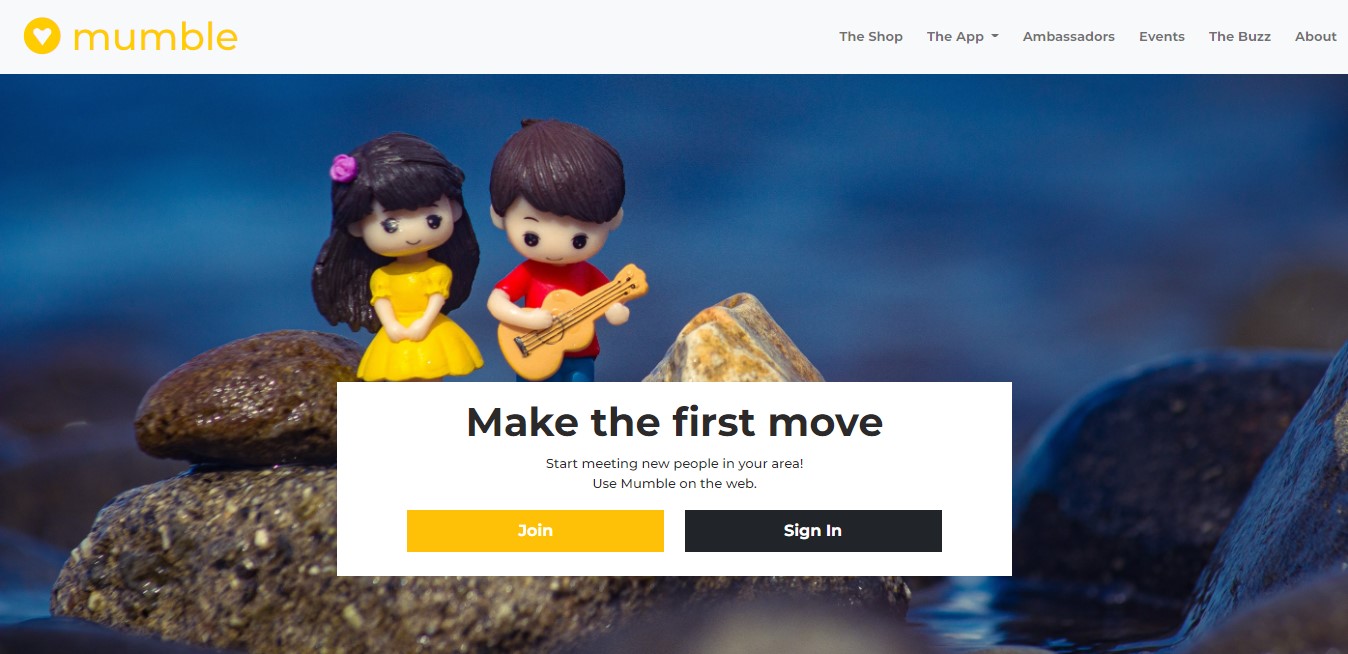 mumble
The Shop
The App
Ambassadors
Events
The Buzz
About
Make the first move
Start meeting new people in your area!
Use Mumble on the web.
Join
Sign In